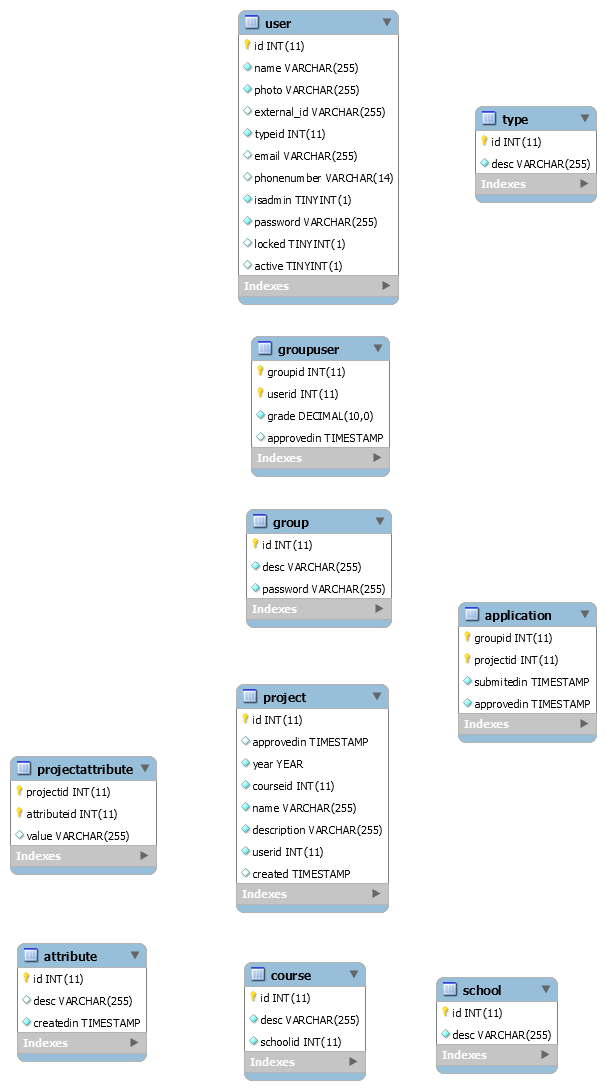 user
id INT(11)
name VARCHAR(255)
photo VARCHAR(255)
external_id VARCHAR(255)
typeid INT(11)
email VARCHAR(255)
phonenumber VARCHAR(14)
isadmin TINYINT(1)
password VARCHAR(255)
locked TINYINT(1)
active TINYINT(1)
Indexes
type
id INT(11)
desc VARCHAR(255)
Indexes
groupuser
groupid INT(11)
userid INT(11)
grade DECIMAL(10,0)
approvedin TIMESTAMP
Indexes
group
id INT(11)
desc VARCHAR(255)
password VARCHAR(255)
Indexes
application
groupid INT(11)
projectid INT(11)
submitedin TIMESTAMP
approvedin TIMESTAMP
Indexes
project
id INT(11)
approvedin TIMESTAMP
year YEAR
courseid INT(11)
name VARCHAR(255)
description VARCHAR(255)
userid INT(11)
created TIMESTAMP
Indexes
projectattribute
projectid INT(11)
attributeid INT(11)
value VARCHAR(255)
Indexes
attribute
id INT(11)
desc VARCHAR(255)
createdin TIMESTAMP
Indexes
course
id INT(11)
desc VARCHAR(255)
schoolid INT(11)
Indexes
school
id INT(11)
desc VARCHAR(255)
Indexes